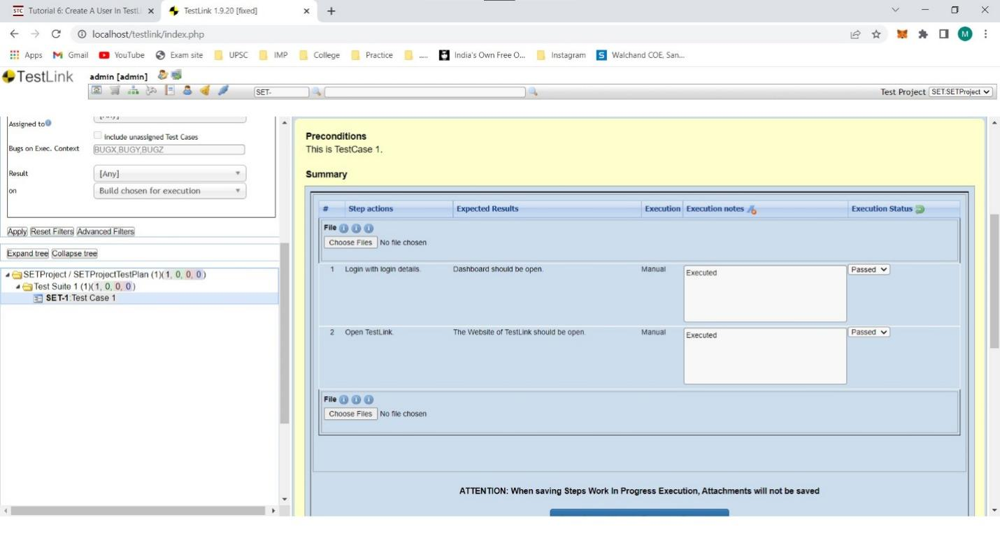 STC Tutorial 6: Create A User In TestL
TestLink 1.9.20 [fixed]
localhost/testlink/index.php
M
Apps Gmail YouTube Exam site UPSC IMP College Practice ..... India's Own Free O... Instagram S Walchand COE, San...
TestLink admin [admin]
SET- Test Project SET:SETProject
Assigned to
include unassigned Test Cases
Bugs on Exec. Context BUGX,BUGY,BUGZ
Result [Any]
on Build chosen for execution
Apply Reset Filters Advanced Filters
Expand tree Collapse tree
SETProject / SETProjectTestPlan (1)(1, 0, 0, 0)
Test Suite 1 (1)(1, 0, 0, 0)
SET-1:Test Case 1
Preconditions
This is TestCase 1.
Summary
# Step actions Expected Results Execution Execution notes Execution Status
File
Choose Files No file chosen
1 Login with login details. Dashboard should be open. Manual Executed Passed
2 Open TestLink. The Website of TestLink should be open. Manual Executed Passed
File
Choose Files No file chosen
ATTENTION: When saving Steps Work In Progress Execution, Attachments will not be saved